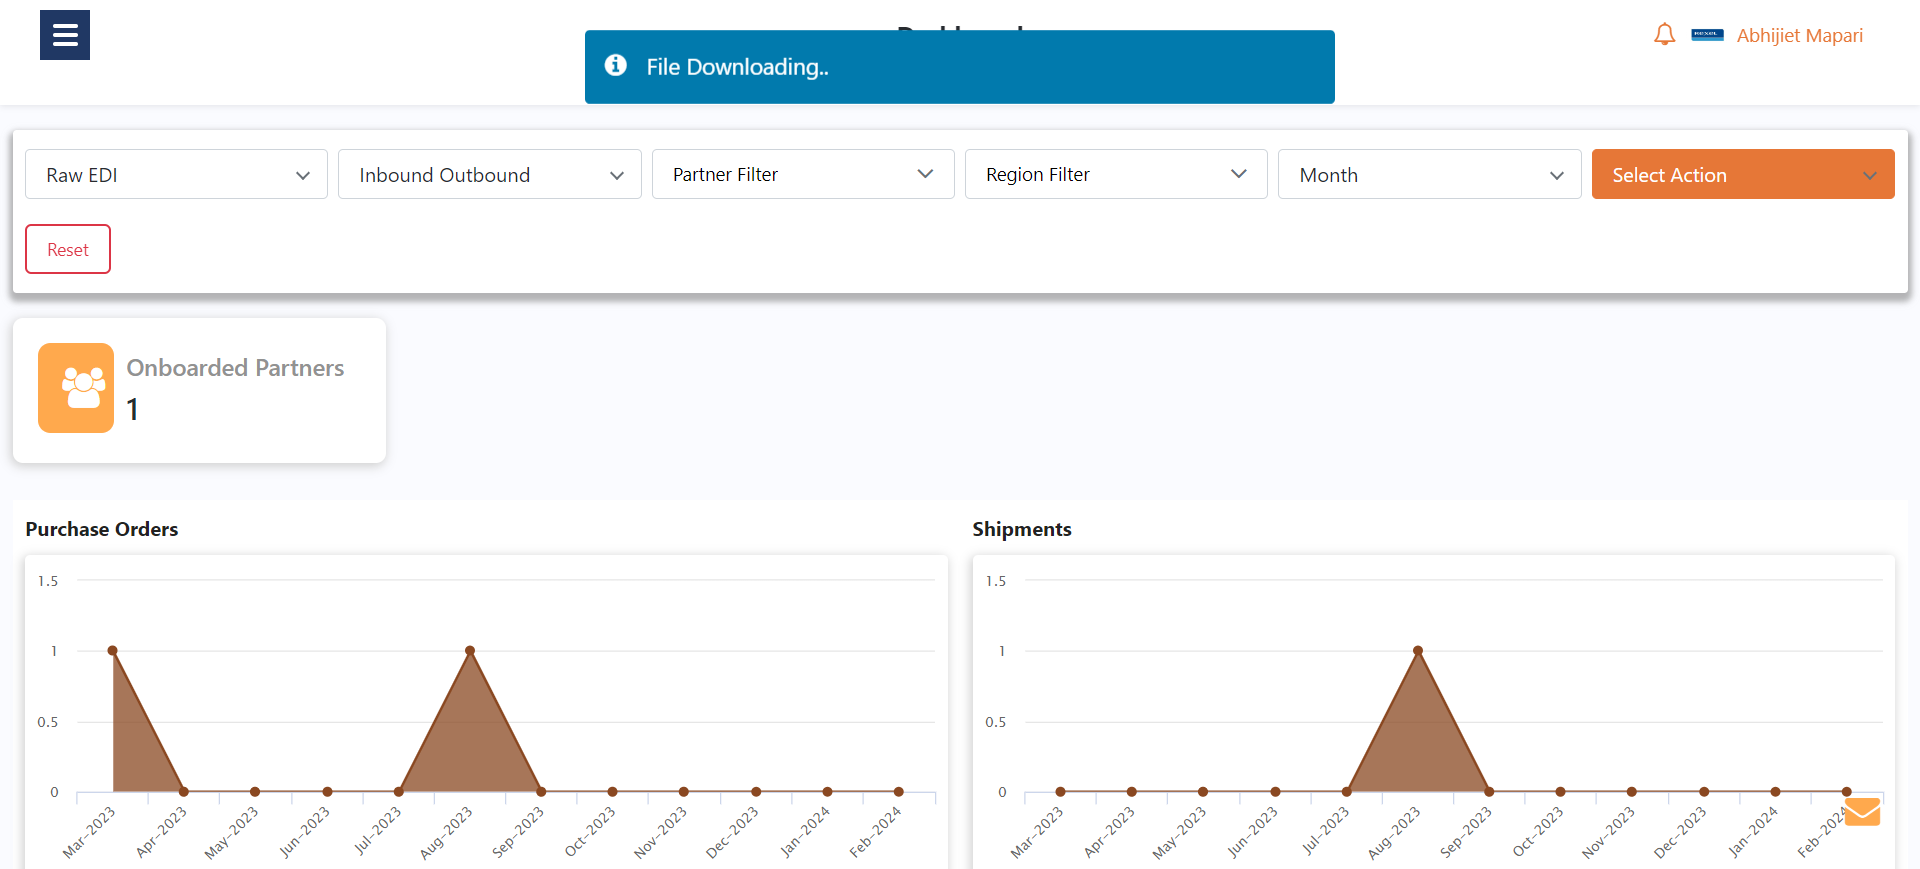 File Downloading..
REXEL
Abhijiet Mapari
Raw EDI
Inbound Outbound
Partner Filter
Region Filter
Month
Select Action
Reset
Onboarded Partners
1
Purchase Orders
1.5
1
0.5
0
Mar-2023
Apr-2023
May-2023
Jun-2023
Jul-2023
Aug-2023
Sep-2023
Oct-2023
Nov-2023
Dec-2023
Jan-2024
Feb-2024
Shipments
1.5
1
0.5
0
Mar-2023
Apr-2023
May-2023
Jun-2023
Jul-2023
Aug-2023
Sep-2023
Oct-2023
Nov-2023
Dec-2023
Jan-2024
Feb-2024